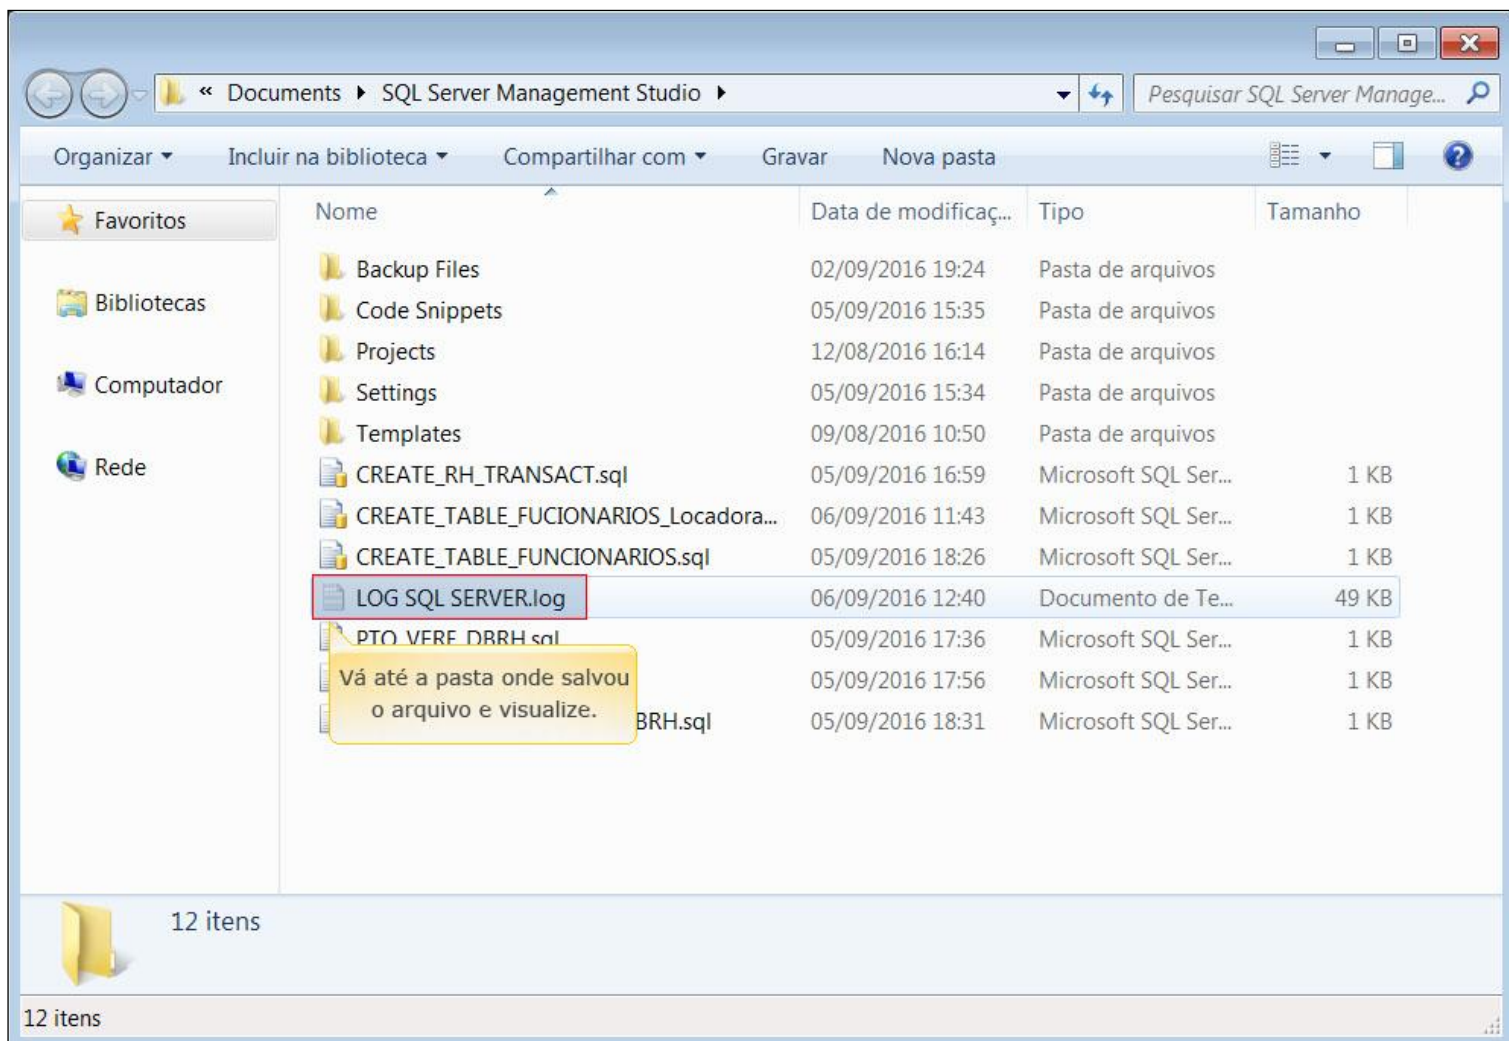 « Documents SQL Server Management Studio
Pesquisar SQL Server Manage...
Organizar Incluir na biblioteca Compartilhar com Gravar Nova pasta
Favoritos
Bibliotecas
Computador
Rede
Nome Data de modificaç... Tipo Tamanho
Backup Files 02/09/2016 19:24 Pasta de arquivos
Code Snippets 05/09/2016 15:35 Pasta de arquivos
Projects 12/08/2016 16:14 Pasta de arquivos
Settings 05/09/2016 15:34 Pasta de arquivos
Templates 09/08/2016 10:50 Pasta de arquivos
CREATE_RH_TRANSACT.sql 05/09/2016 16:59 Microsoft SQL Ser... 1 KB
CREATE_TABLE_FUCIONARIOS_Locadora... 06/09/2016 11:43 Microsoft SQL Ser... 1 KB
CREATE_TABLE_FUNCIONARIOS.sql 05/09/2016 18:26 Microsoft SQL Ser... 1 KB
LOG SQL SERVER.log 06/09/2016 12:40 Documento de Te... 49 KB
PTO_VERF_DBRH.sql 05/09/2016 17:36 Microsoft SQL Ser... 1 KB
05/09/2016 17:56 Microsoft SQL Ser... 1 KB
BRH.sql 05/09/2016 18:31 Microsoft SQL Ser... 1 KB
Vá até a pasta onde salvou
o arquivo e visualize.
12 itens
12 itens